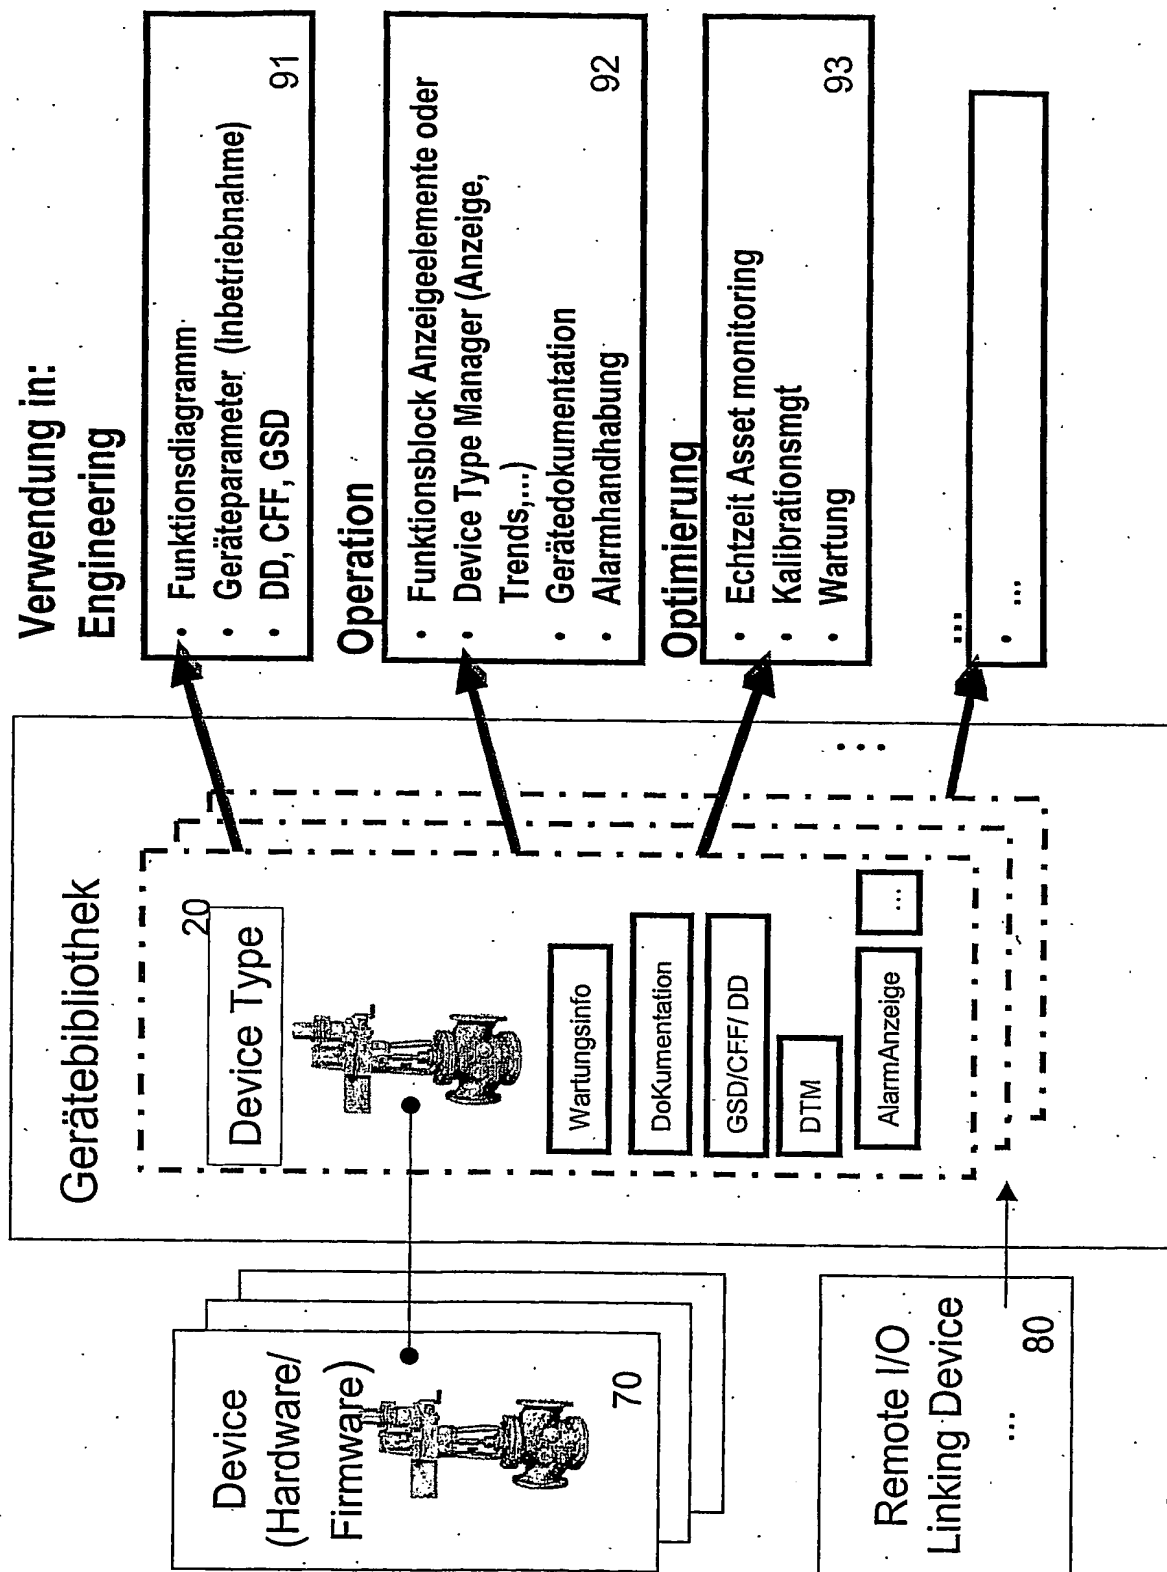 Device
(Hardware/
Firmware)
70
Remote I/O
Linking Device
...
80
Gerätebibliothek
20
Device Type
Wartungsinfo
DoKumentation
GSD/CFF/ DD
DTM
AlarmAnzeige
...
...
Verwendung in:
Engineering
• Funktionsdiagramm
• Geräteparameter (Inbetriebnahme)
• DD, CFF, GSD
91
Operation
• Funktionsblock Anzeigeelemente oder
• Device Type Manager (Anzeige,
Trends,...)
• Gerätedokumentation
• Alarmhandhabung
92
Optimierung
• Echtzeit Asset monitoring
• Kalibrationsmgt
• Wartung
93
...
• ...